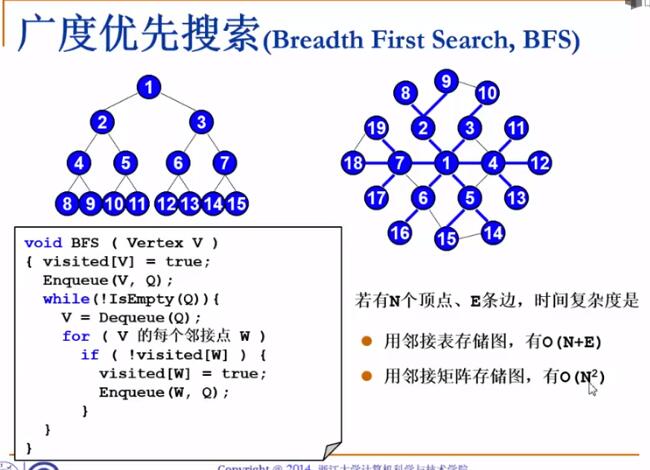 广度优先搜索(Breadth First Search, BFS)
1
2 3
4 5 6 7
8 9 10 11 12 13 14 15
9
8 10
19 2 3 11
18 7 1 4 12
17 6 5 13
16 15 14
void BFS ( Vertex V )
{ visited[V] = true;
Enqueue(V, Q);
while(!IsEmpty(Q)){
V = Dequeue(Q);
for ( V 的每个邻接点 W )
if ( !visited[W] ) {
visited[W] = true;
Enqueue(W, Q);
}
}
}
若有N个顶点、E条边，时间复杂度是
用邻接表存储图，有O(N+E)
用邻接矩阵存储图，有O(N²)
Copyright @ 2014, 浙江大学计算机科学与技术学院